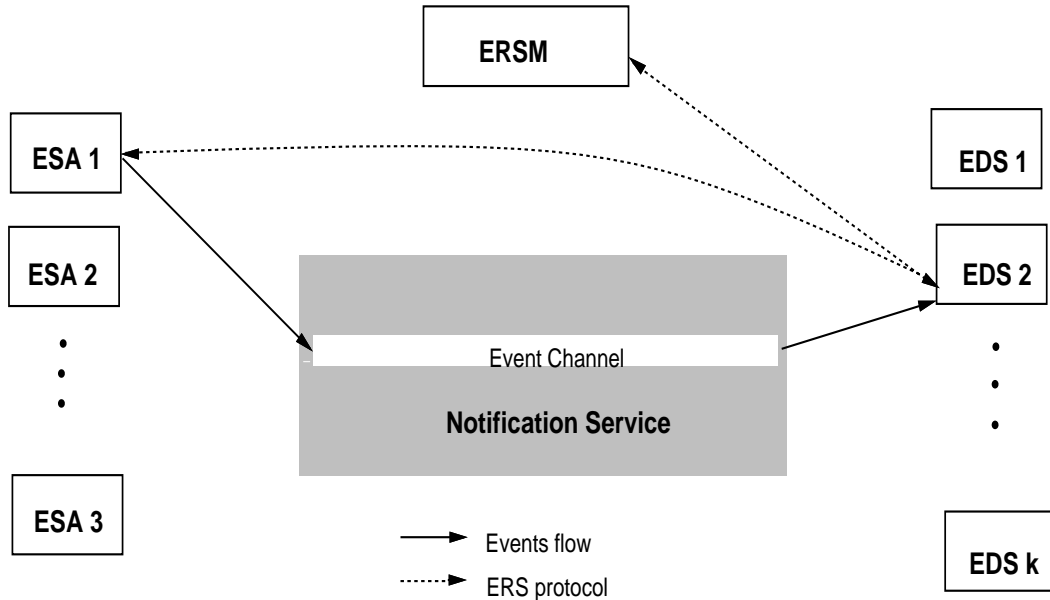 ERSM
ESA 1
EDS 1
ESA 2
EDS 2
Event Channel
Notification Service
ESA 3
Events flow
EDS k
ERS protocol